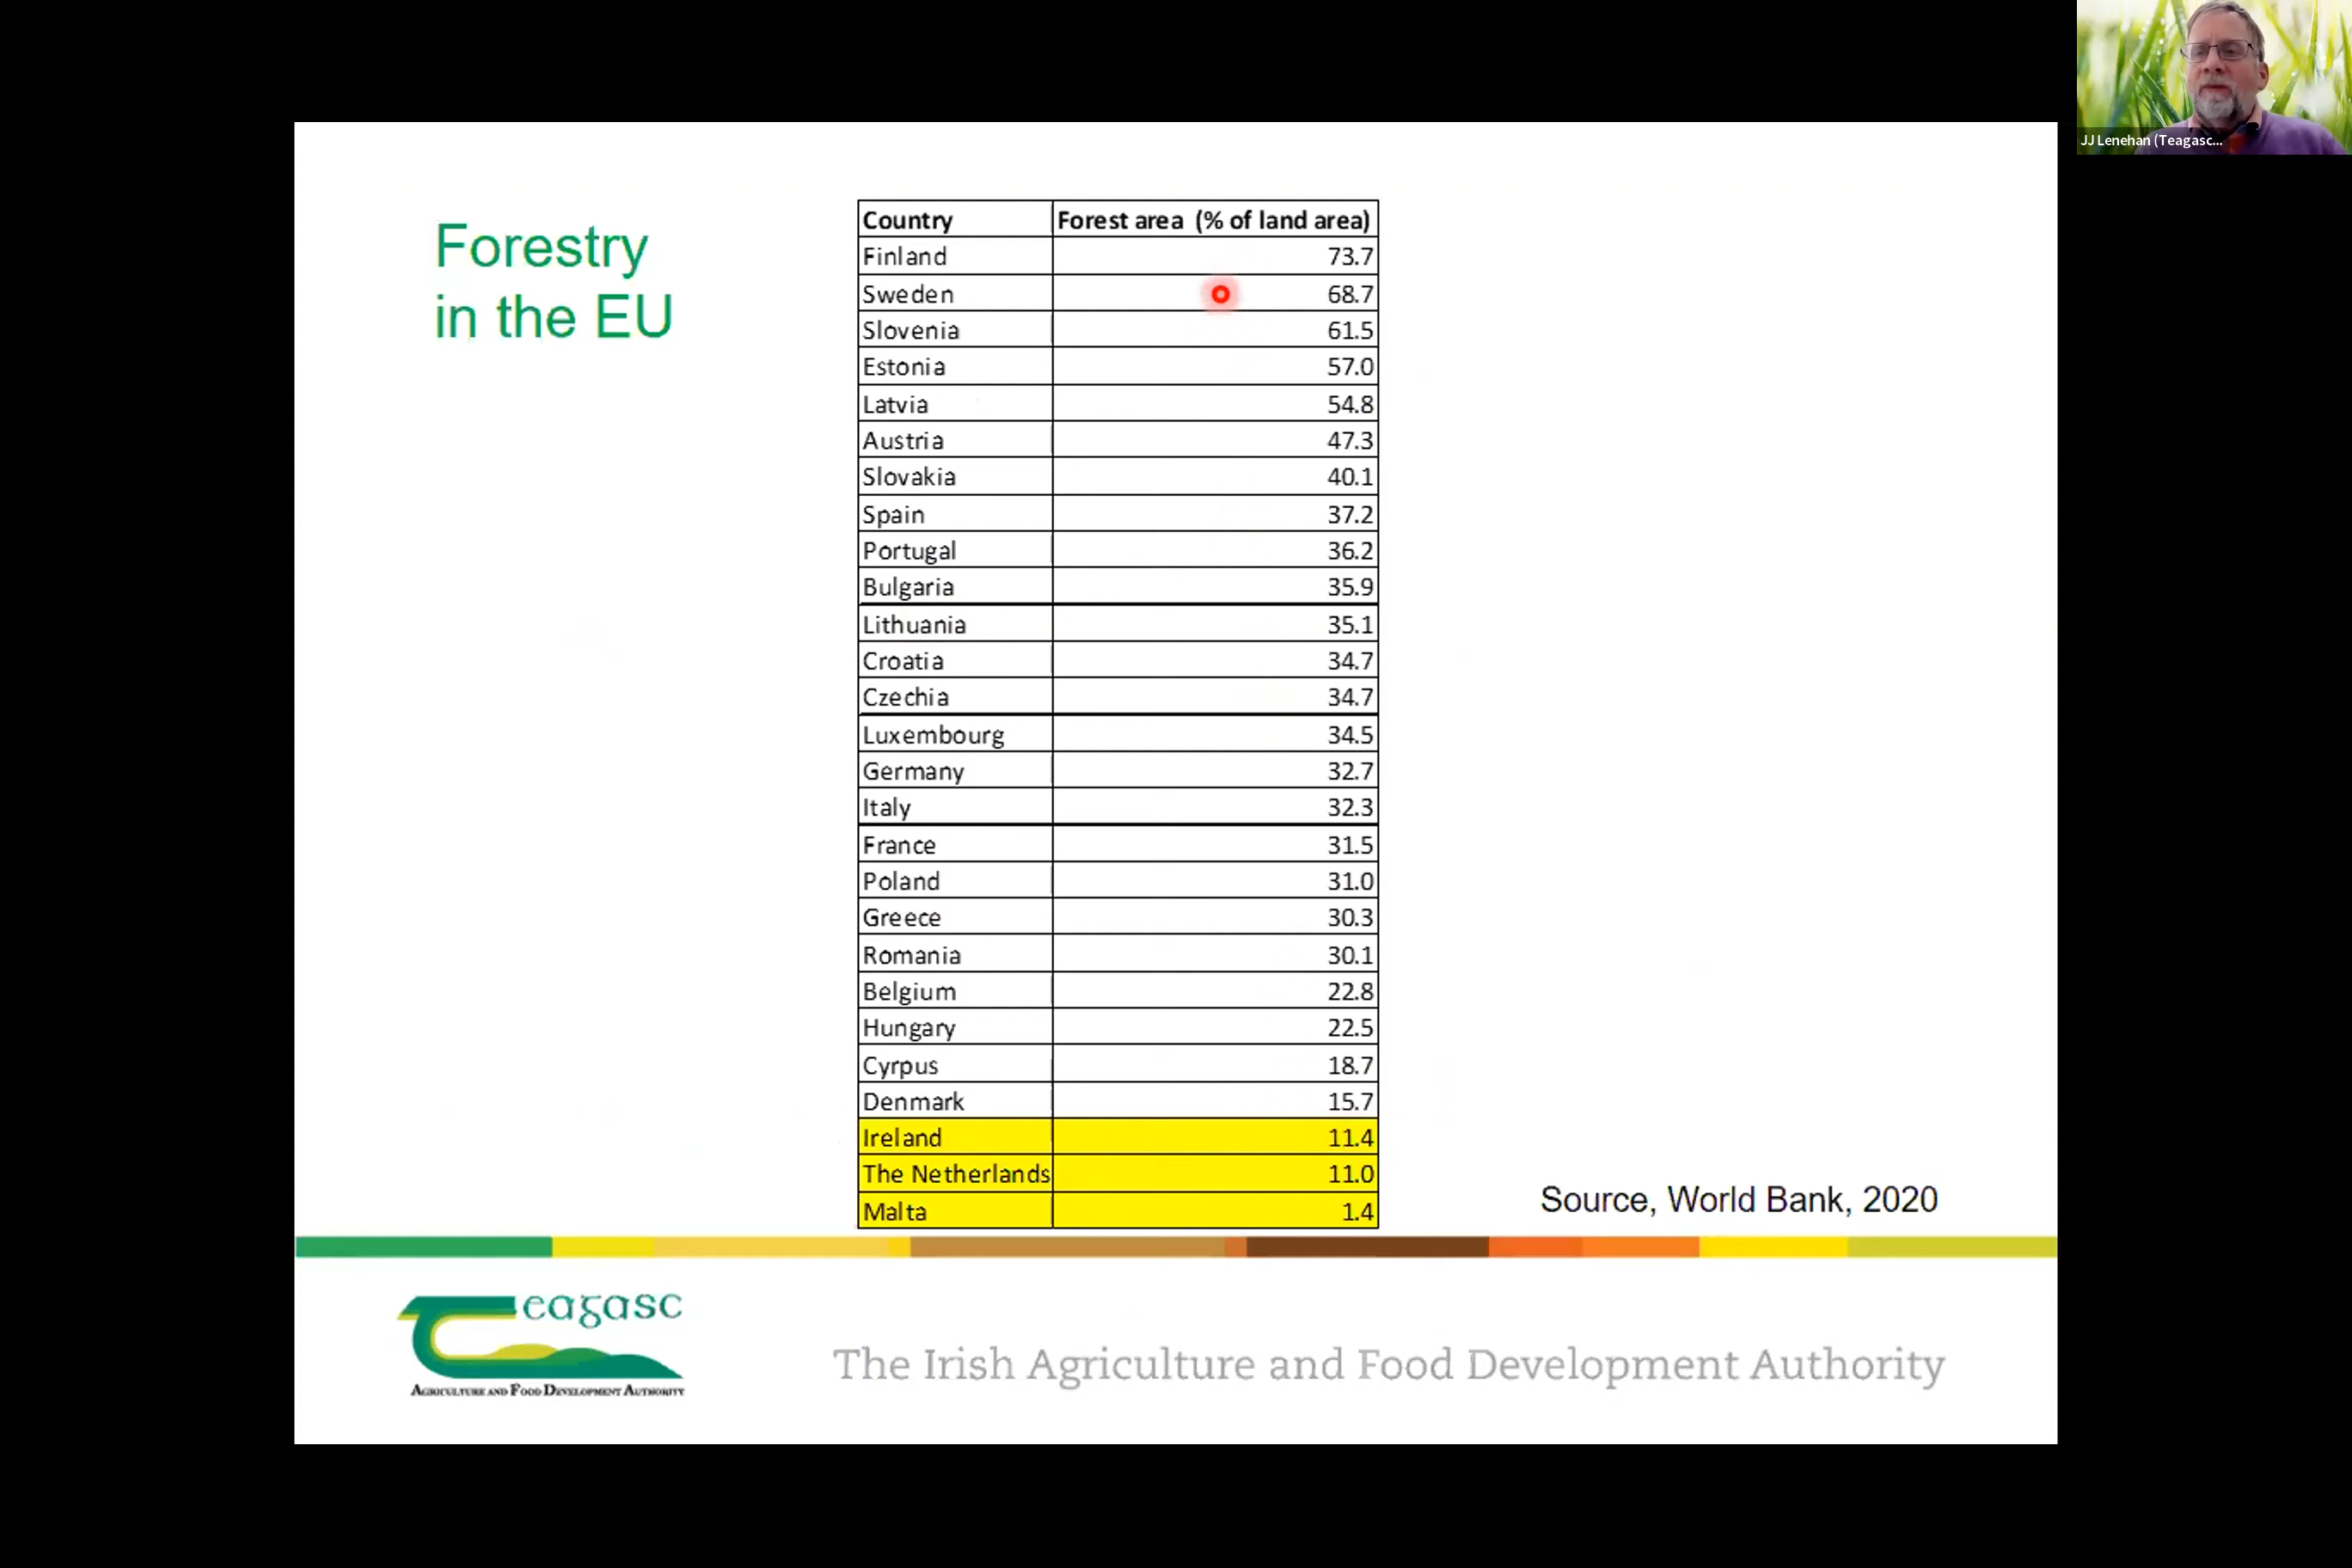 JJ Lenehan (Teagasc...
Forestry
in the EU
Country Forest area (% of land area)
Finland 73.7
Sweden 68.7
Slovenia 61.5
Estonia 57.0
Latvia 54.8
Austria 47.3
Slovakia 40.1
Spain 37.2
Portugal 36.2
Bulgaria 35.9
Lithuania 35.1
Croatia 34.7
Czechia 34.7
Luxembourg 34.5
Germany 32.7
Italy 32.3
France 31.5
Poland 31.0
Greece 30.3
Romania 30.1
Belgium 22.8
Hungary 22.5
Cyrpus 18.7
Denmark 15.7
Ireland 11.4
The Netherlands 11.0
Malta 1.4
Source, World Bank, 2020
Teagasc
AGRICULTURE AND FOOD DEVELOPMENT AUTHORITY
The Irish Agriculture and Food Development Authority